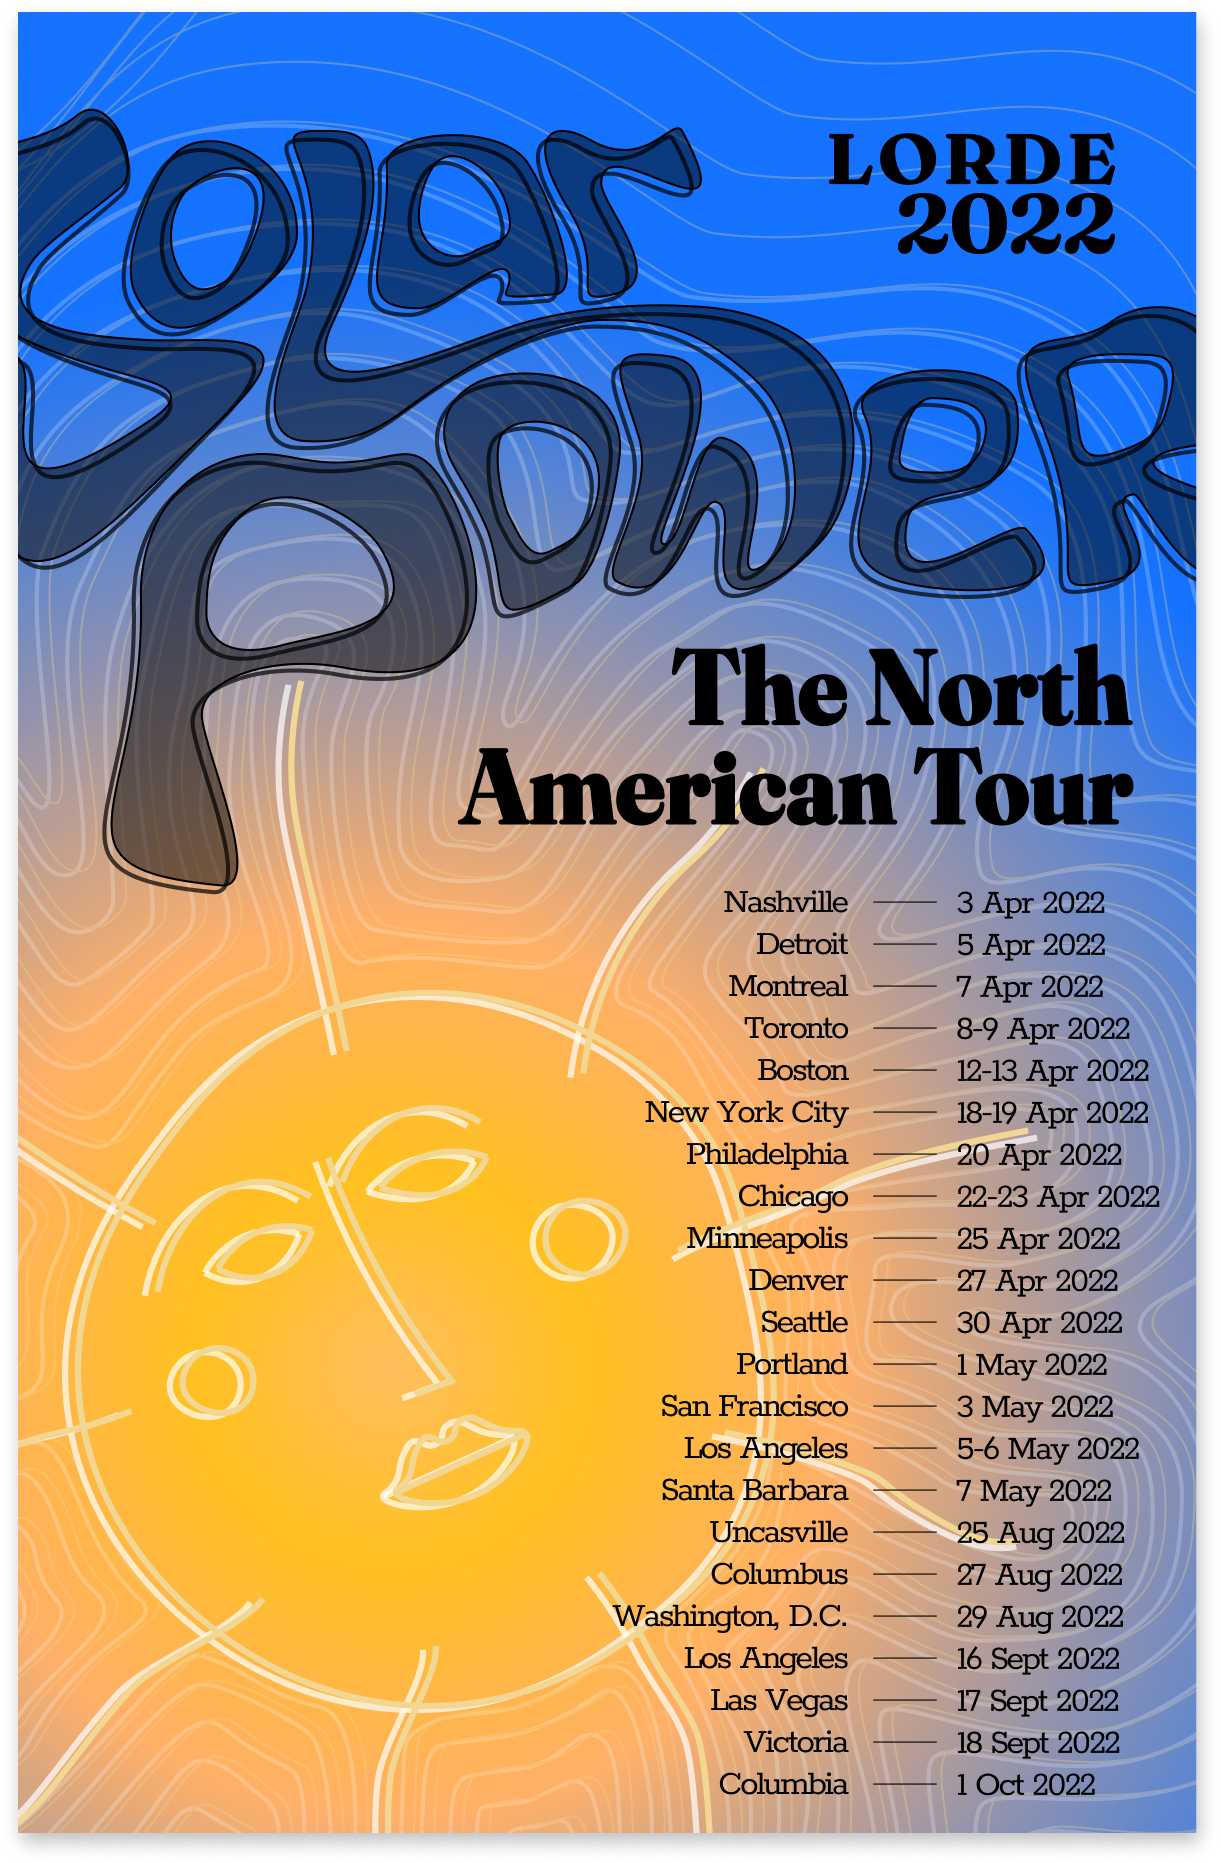 Solar
Power
LORDE
2022
The North
American Tour
Nashville — 3 Apr 2022
Detroit — 5 Apr 2022
Montreal — 7 Apr 2022
Toronto — 8-9 Apr 2022
Boston — 12-13 Apr 2022
New York City — 18-19 Apr 2022
Philadelphia — 20 Apr 2022
Chicago — 22-23 Apr 2022
Minneapolis — 25 Apr 2022
Denver — 27 Apr 2022
Seattle — 30 Apr 2022
Portland — 1 May 2022
San Francisco — 3 May 2022
Los Angeles — 5-6 May 2022
Santa Barbara — 7 May 2022
Uncasville — 25 Aug 2022
Columbus — 27 Aug 2022
Washington, D.C. — 29 Aug 2022
Los Angeles — 16 Sept 2022
Las Vegas — 17 Sept 2022
Victoria — 18 Sept 2022
Columbia — 1 Oct 2022